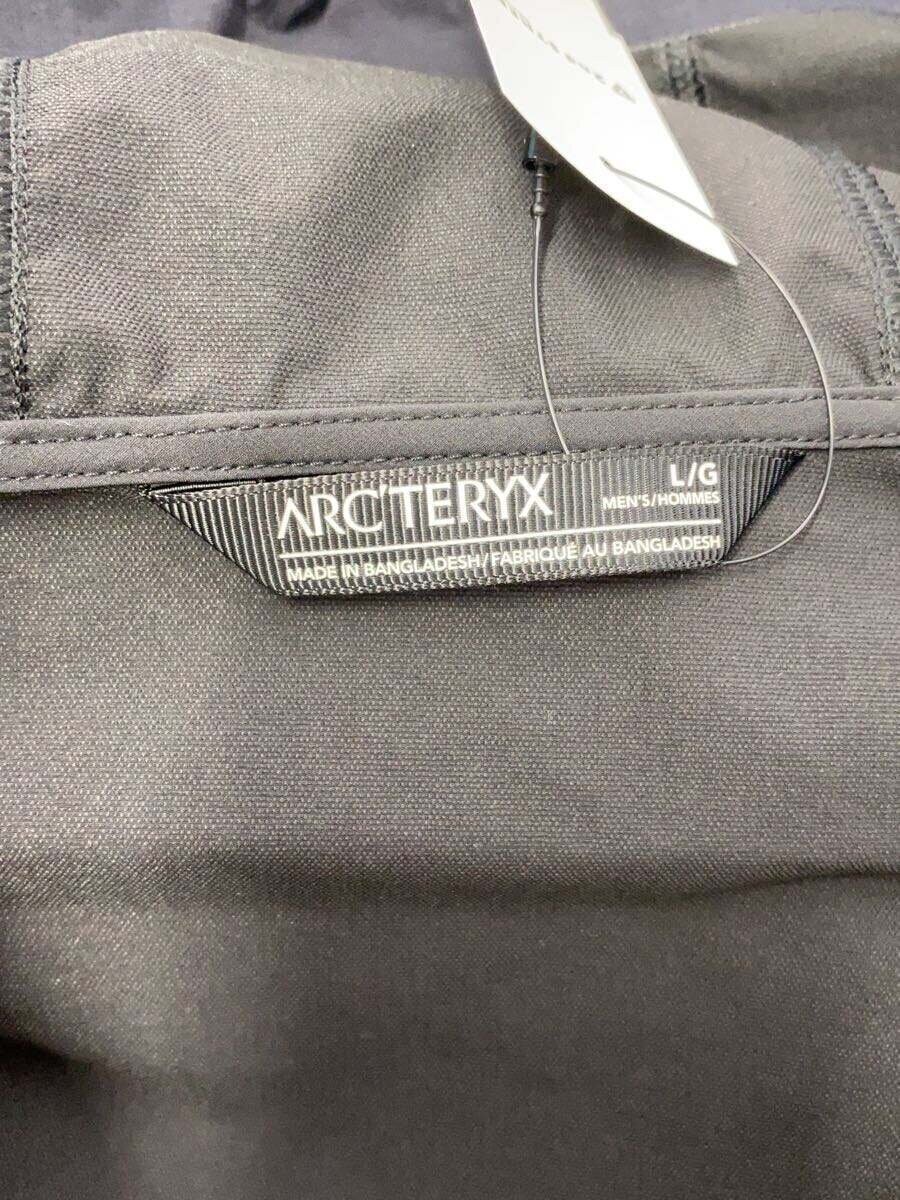 ARC'TERYX
L/G
MEN'S/HOMMES
MADE IN BANGLADESH/FABRIQUÉ AU BANGLADESH